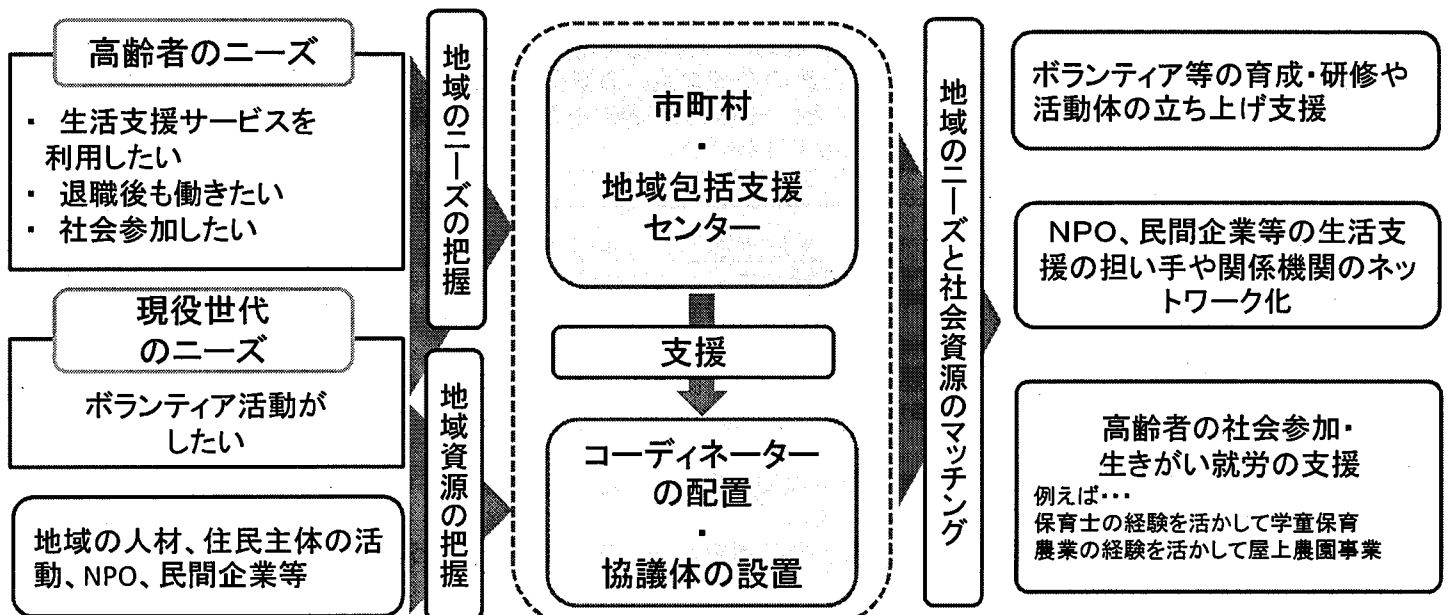 高齢者のニーズ
・ 生活支援サービスを
利用したい
・ 退職後も働きたい
・ 社会参加したい
現役世代
のニーズ
ボランティア活動が
したい
地域の人材、住民主体の活
動、NPO、民間企業等
地域のニーズの把握
地域資源の把握
市町村
・
地域包括支援
センター
支援
コーディネーター
の配置
・
協議体の設置
地域のニーズと社会資源のマッチング
ボランティア等の育成・研修や
活動体の立ち上げ支援
NPO、民間企業等の生活支
援の担い手や関係機関のネッ
トワーク化
高齢者の社会参加・
生きがい就労の支援
例えば・・・
保育士の経験を活かして学童保育
農業の経験を活かして屋上農園事業